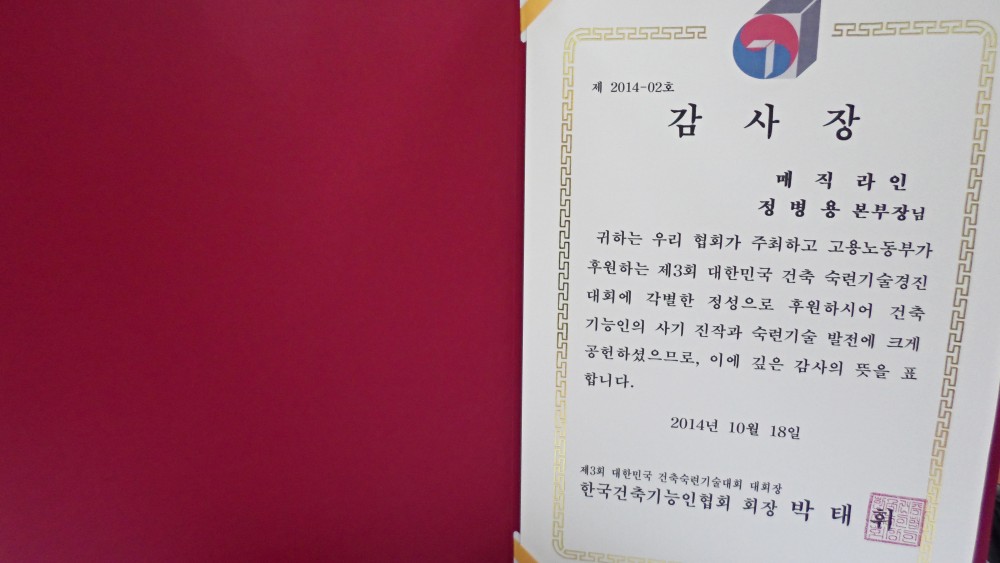 제 2014-02호
감 사 장
매 직 라 인
정 병 용 본부장님
귀하는 우리 협회가 주최하고 고용노동부가
후원하는 제3회 대한민국 건축 숙련기술경진
대회에 각별한 정성으로 후원하시어 건축
기능인의 사기 진작과 숙련기술 발전에 크게
공헌하셨으므로, 이에 깊은 감사의 뜻을 표
합니다.
2014년 10월 18일
제3회 대한민국 건축숙련기술대회 대회장
한국건축기능인협회 회장 박 태 휘